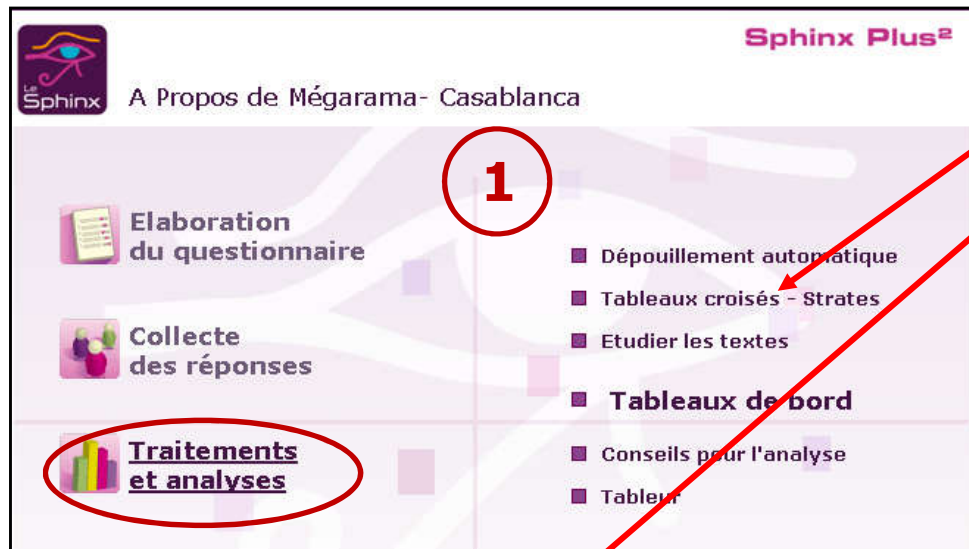 Sphinx Plus²
Le
Sphinx
A Propos de Mégarama- Casablanca
1
Elaboration
du questionnaire
Collecte
des réponses
Traitements
et analyses
Dépouillement automatique
Tableaux croisés - Strates
Etudier les textes
Tableaux de bord
Conseils pour l'analyse
Tableur